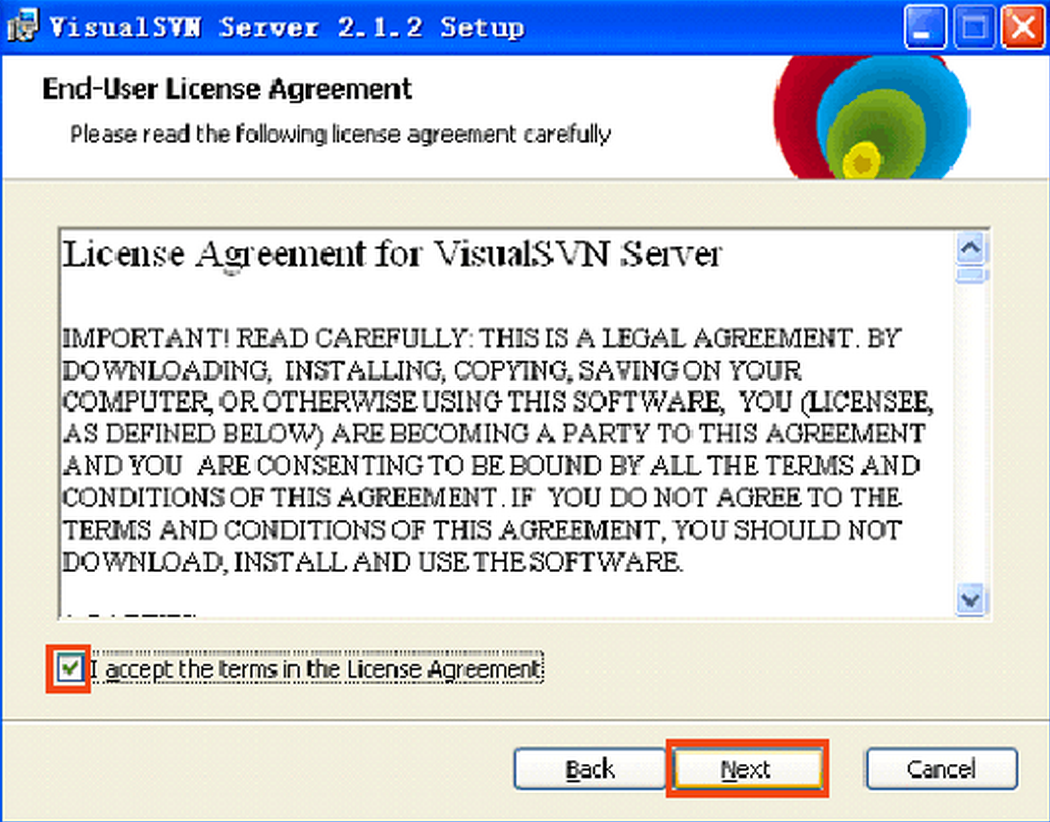 VisualSVN Server 2.1.2 Setup
End-User License Agreement
Please read the following license agreement carefully
License Agreement for VisualSVN Server
IMPORTANT! READ CAREFULLY: THIS IS A LEGAL AGREEMENT. BY
DOWNLOADING, INSTALLING, COPYING, SAVING ON YOUR
COMPUTER, OR OTHERWISE USING THIS SOFTWARE, YOU (LICENSEE,
AS DEFINED BELOW) ARE BECOMING A PARTY TO THIS AGREEMENT
AND YOU ARE CONSENTING TO BE BOUND BY ALL THE TERMS AND
CONDITIONS OF THIS AGREEMENT. IF YOU DO NOT AGREE TO THE
TERMS AND CONDITIONS OF THIS AGREEMENT, YOU SHOULD NOT
DOWNLOAD, INSTALL AND USE THE SOFTWARE.
I accept the terms in the License Agreement
Back Next Cancel